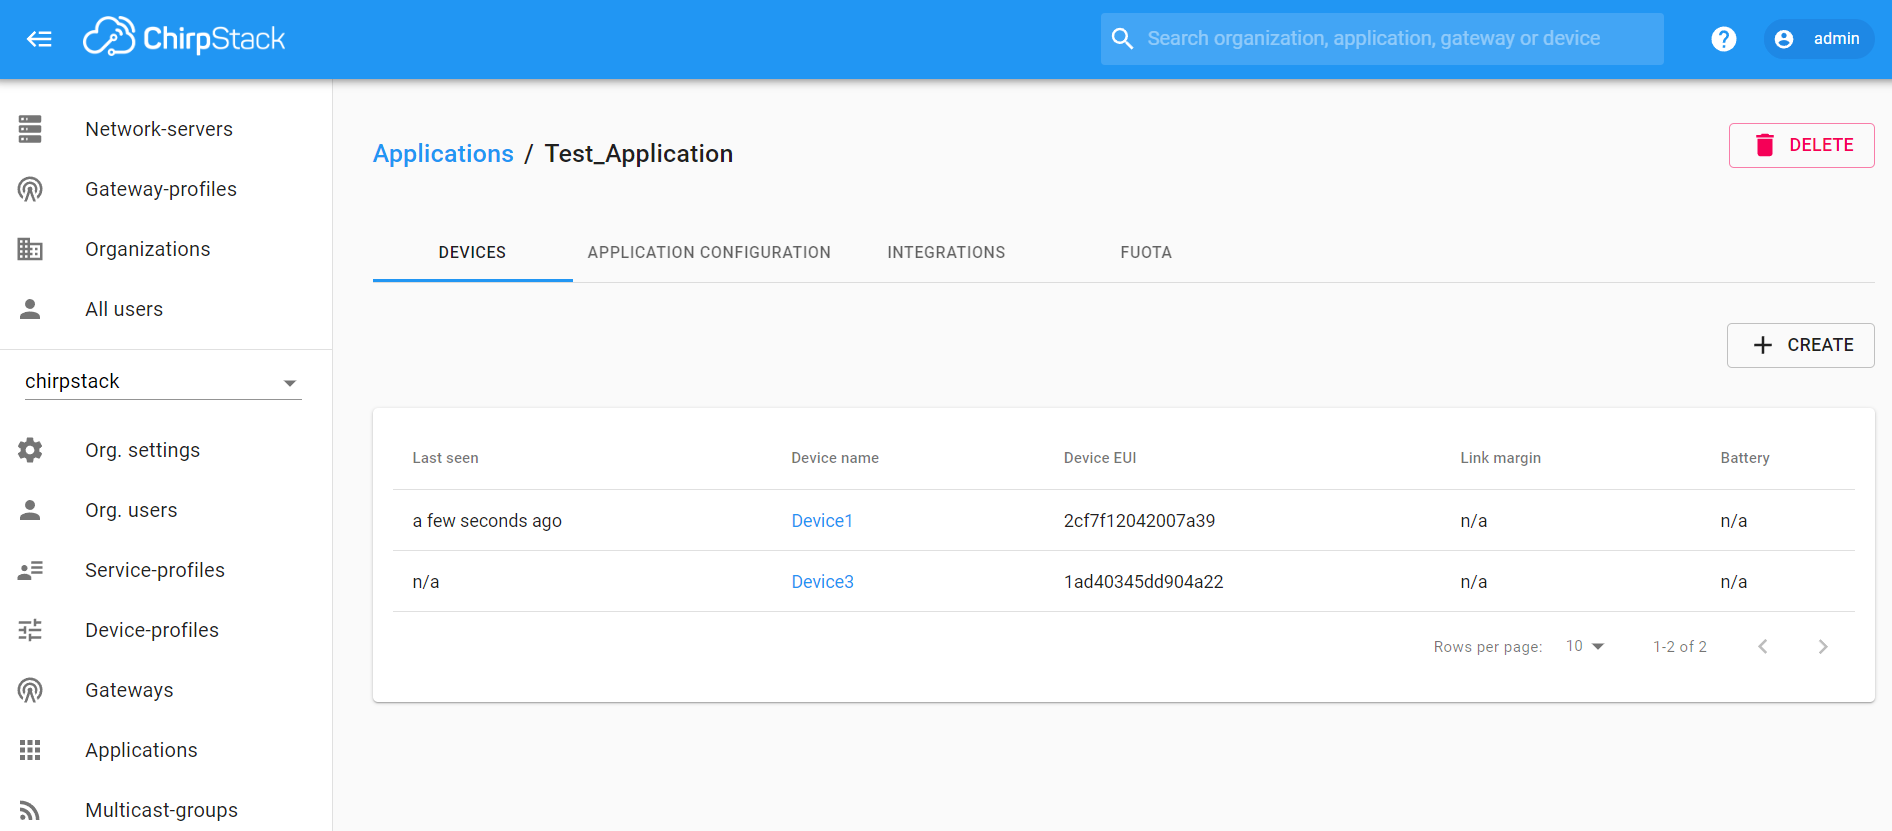 ChirpStack
Search organization, application, gateway or device
? admin
Network-servers
Gateway-profiles
Organizations
All users
chirpstack
Org. settings
Org. users
Service-profiles
Device-profiles
Gateways
Applications
Multicast-groups
Applications / Test_Application
DELETE
DEVICES APPLICATION CONFIGURATION INTEGRATIONS FUOTA
+ CREATE
Last seen Device name Device EUI Link margin Battery
a few seconds ago Device1 2cf7f12042007a39 n/a n/a
n/a Device3 1ad40345dd904a22 n/a n/a
Rows per page: 10 1-2 of 2